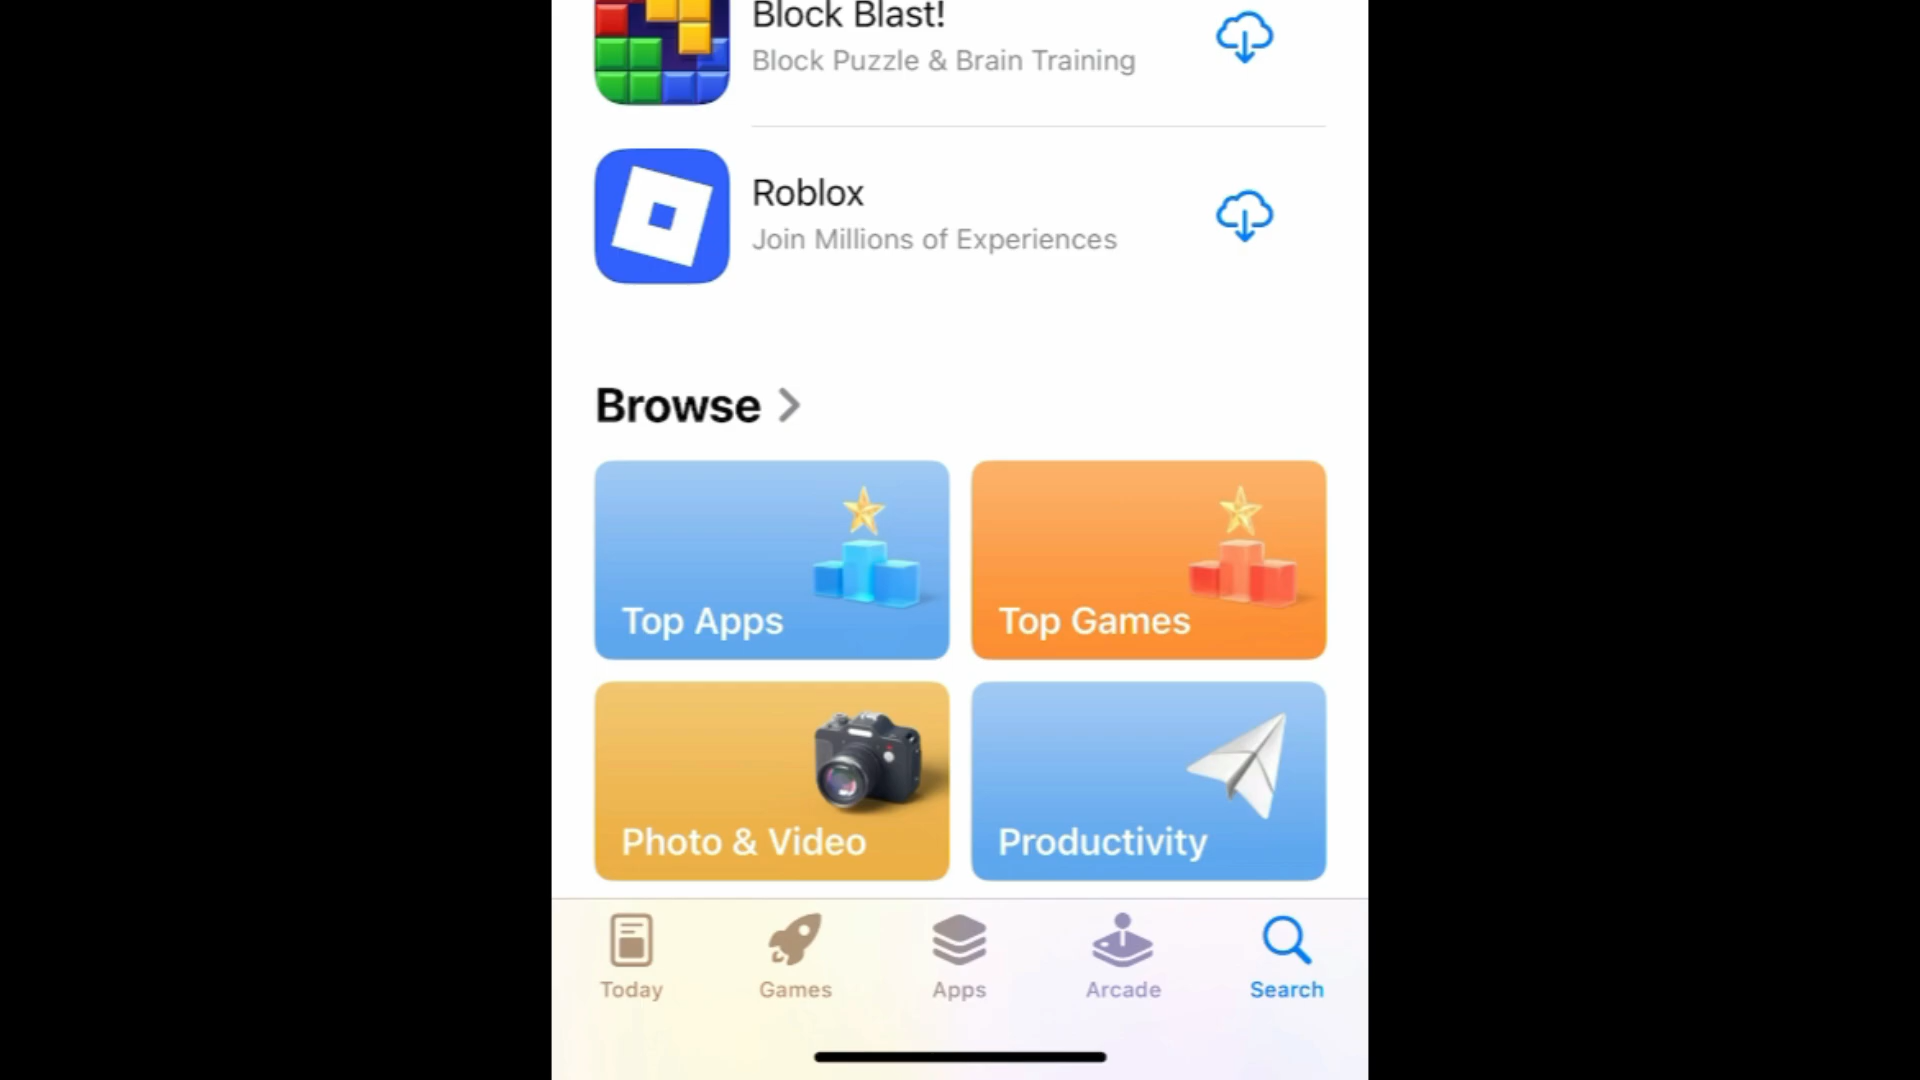 Block Blast!
Block Puzzle & Brain Training
Roblox
Join Millions of Experiences
Browse
Top Apps
Top Games
Photo & Video
Productivity
Today
Games
Apps
Arcade
Search